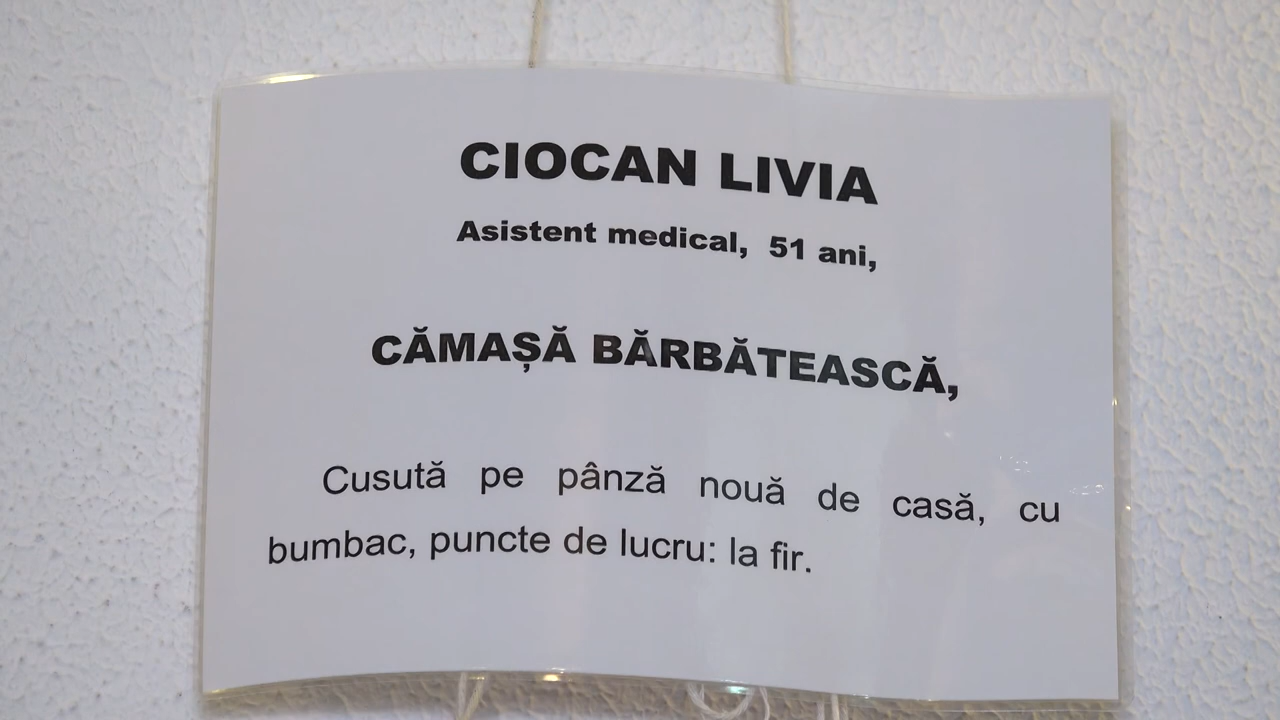 CIOCAN LIVIA
Asistent medical, 51 ani,
CĂMAȘĂ BĂRBĂTEASCĂ,
Cusută pe pânză nouă de casă, cu
bumbac, puncte de lucru: la fir.